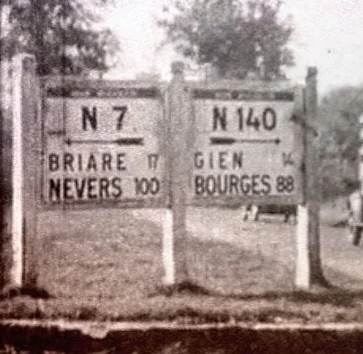 N 7
BRIARE 17
NEVERS 100
N 140
GIEN 14
BOURGES 88